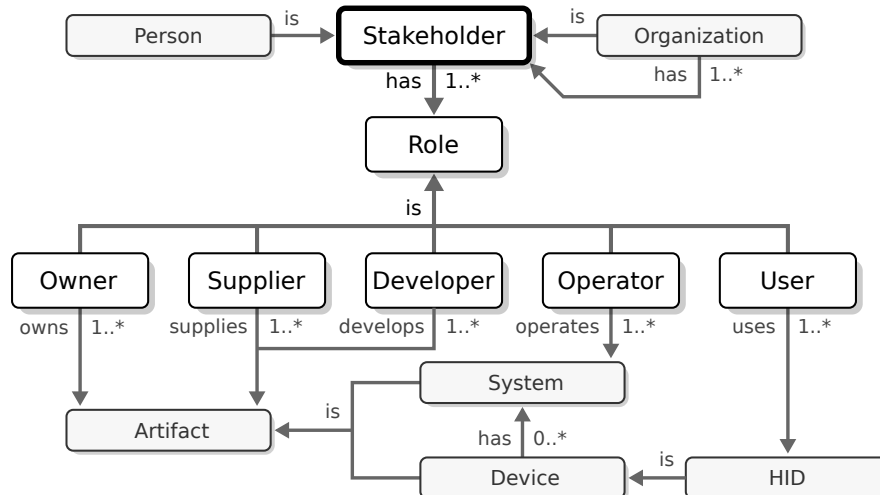 Person
is
Stakeholder
is
Organization
has 1..*
has 1..*
Role
is
Owner
Supplier
Developer
Operator
User
owns 1..*
supplies 1..*
develops 1..*
operates 1..*
uses 1..*
System
Artifact
is
has 0..*
Device
is
HID